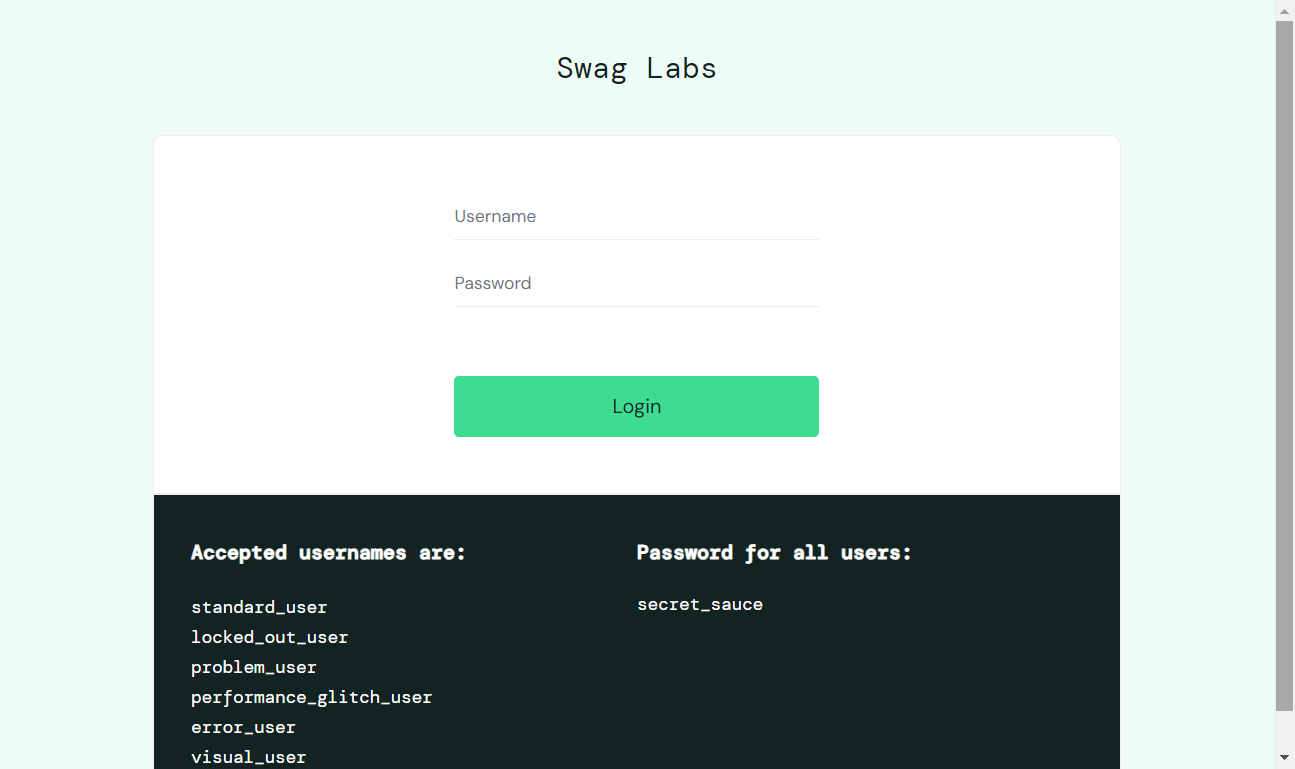 Swag Labs
Username
Password
Login
Accepted usernames are:
standard_user
locked_out_user
problem_user
performance_glitch_user
error_user
visual_user
Password for all users:
secret_sauce